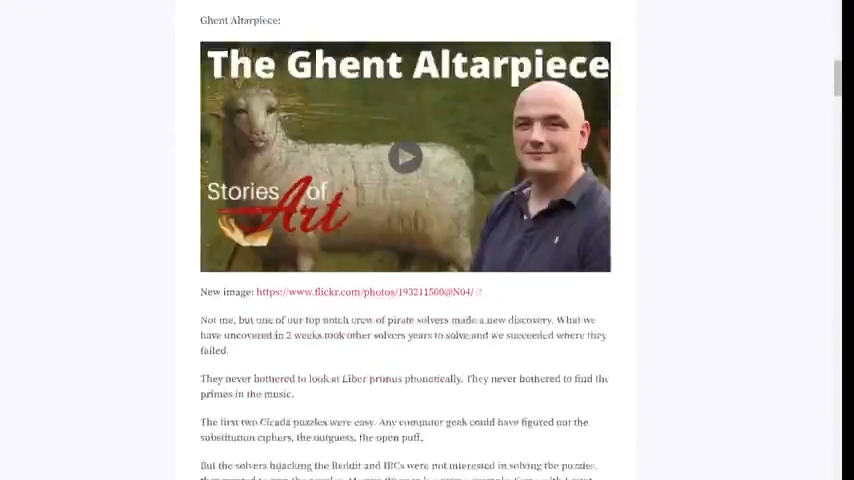 Ghent Altarpiece:
The Ghent Altarpiece
Stories of
Art
New image: https://www.flickr.com/photos/193211500@N04/
Not me, but one of our top notch crew of pirate solvers made a new discovery. What we
have uncovered in 2 weeks took other solvers years to solve and we succeeded where they
failed.
They never bothered to look at Liber primus phonetically. They never bothered to find the
primes in the music.
The first two Cicada puzzles were easy. Any computer geek could have figured out the
substitution ciphers, the outguess, the open puff.
But the solvers hijacking the Reddit and IRCs were not interested in solving the puzzles,